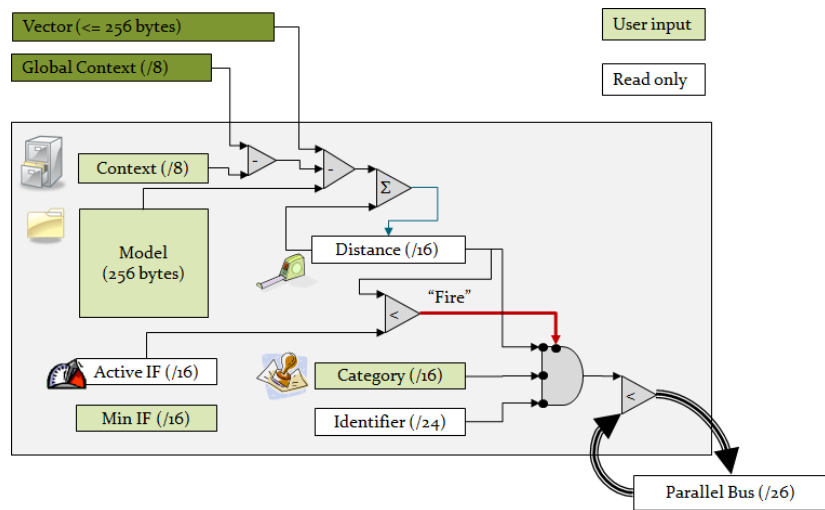 Vector (<= 256 bytes)
User input
Global Context (/8)
Read only
-
-
Context (/8)
Σ
Model
(256 bytes)
Distance (/16)
"Fire"
<
Active IF (/16)
Category (/16)
<
Min IF (/16)
Identifier (/24)
Parallel Bus (/26)